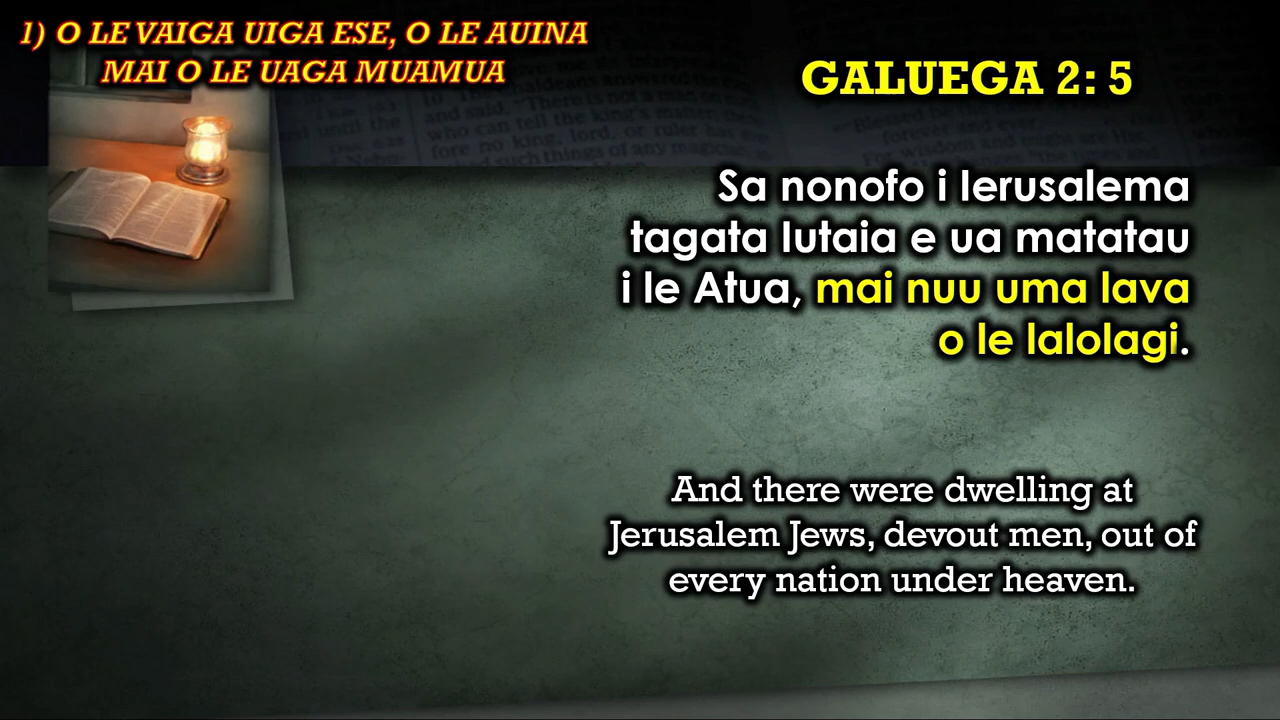 1) O LE VAIGA UIGA ESE, O LE AUINA
MAI O LE UAGA MUAMUA
GALUEGA 2: 5
Sa nonofo i Ierusalema
tagata Iutaia e ua matatau
i le Atua, mai nuu uma lava
o le lalolagi.
And there were dwelling at
Jerusalem Jews, devout men, out of
every nation under heaven.